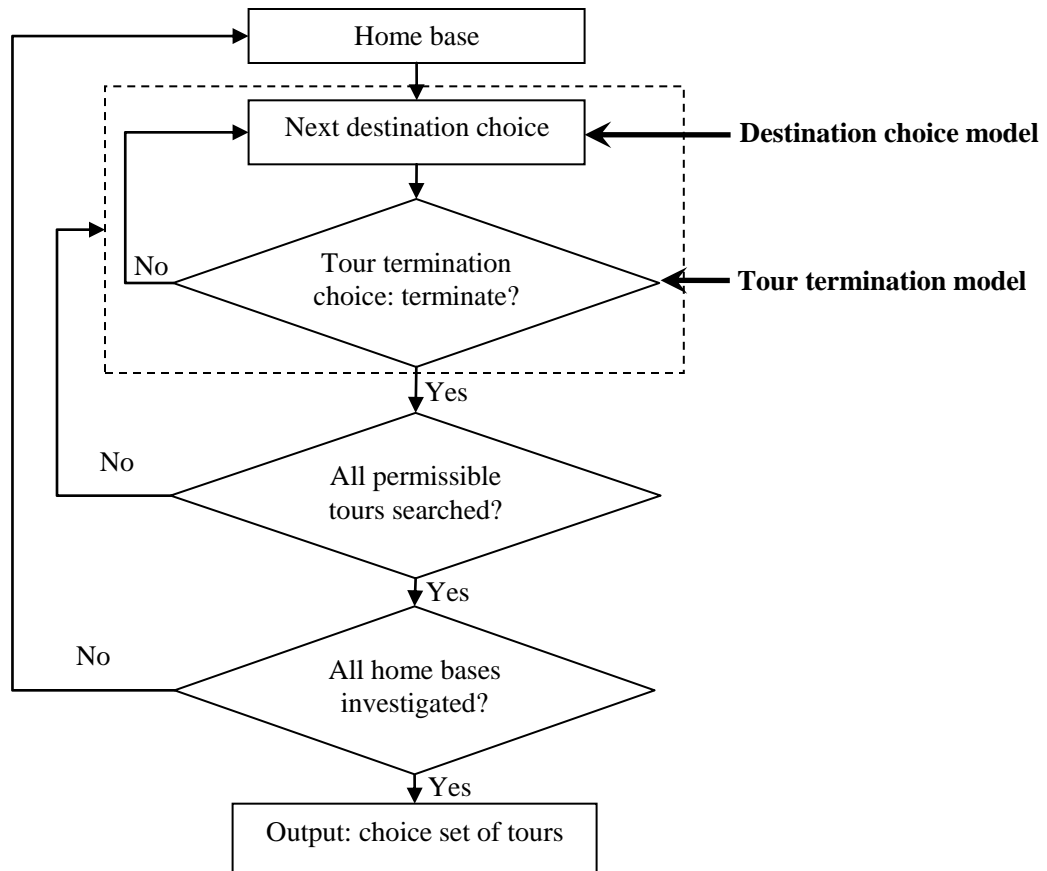 Home base
Next destination choice
Destination choice model
No
Tour termination
choice: terminate?
Tour termination model
Yes
No
All permissible
tours searched?
Yes
No
All home bases
investigated?
Yes
Output: choice set of tours